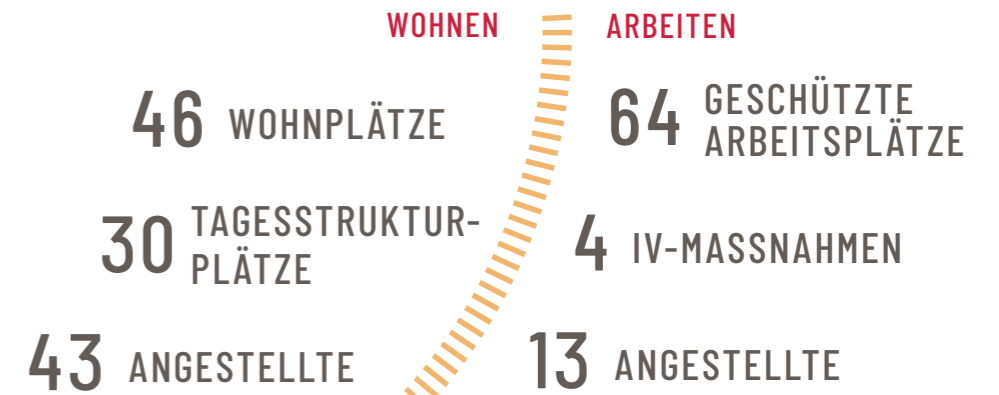 WOHNEN
46 WOHNPLÄTZE
30 TAGESSTRUKTUR-
PLÄTZE
43 ANGESTELLTE
ARBEITEN
64 GESCHÜTZTE
ARBEITSPLÄTZE
4 IV-MASSNAHMEN
13 ANGESTELLTE